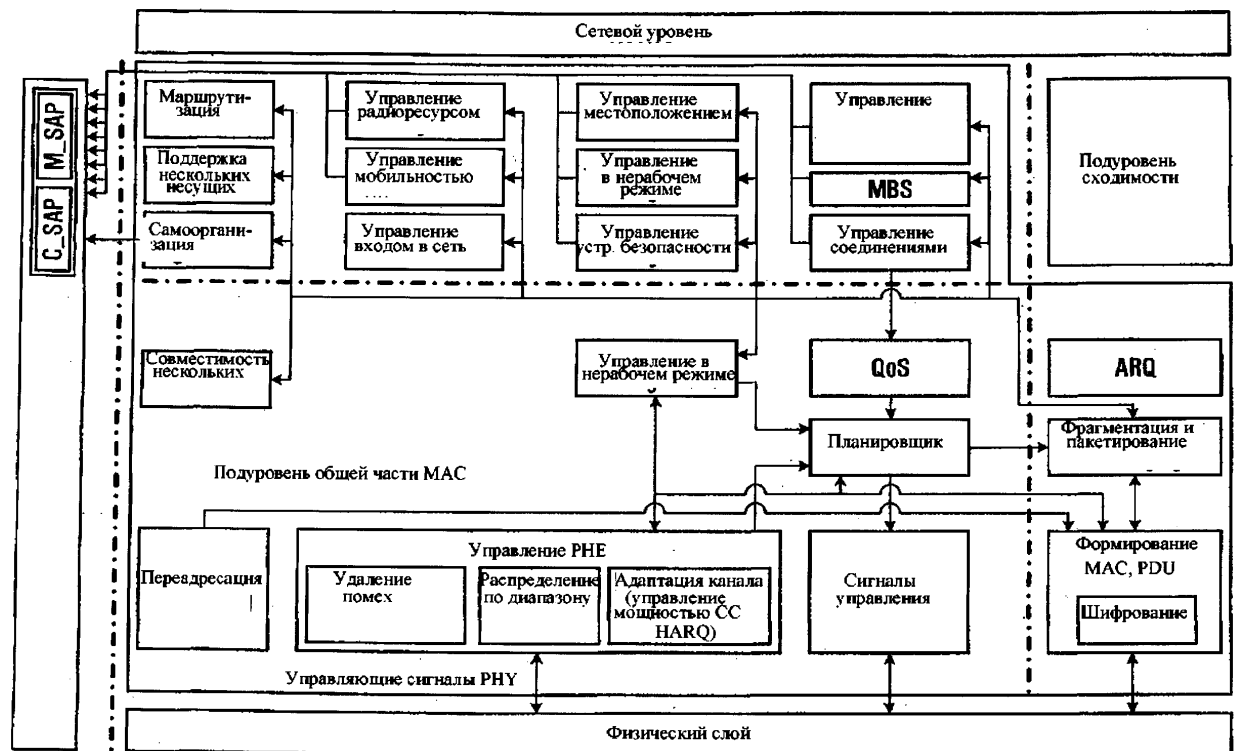 Сетевой уровень
M_SAP
C_SAP
Маршрути-
зация
Управление
радиоресурсом
Управление
местоположением
Управление
Подуровень
сходимости
Поддержка
нескольких
несущих
Управление
мобильностью
Управление
в нерабочем
режиме
MBS
Самооргани-
зация
Управление
входом в сеть
Управление
устр. безопасности
Управление
соединениями
Совместимость
нескольких
Управление в
нерабочем режиме
QoS
ARQ
Планировщик
Фрагментация и
пакетирование
Подуровень общей части MAC
Переадресация
Управление PHE
Удаление
помех
Распределение
по диапазону
Адаптация канала
(управление
мощностью CC
HARQ)
Сигналы
управления
Формирование
MAC, PDU
Шифрование
Управляющие сигналы PHY
Физический слой